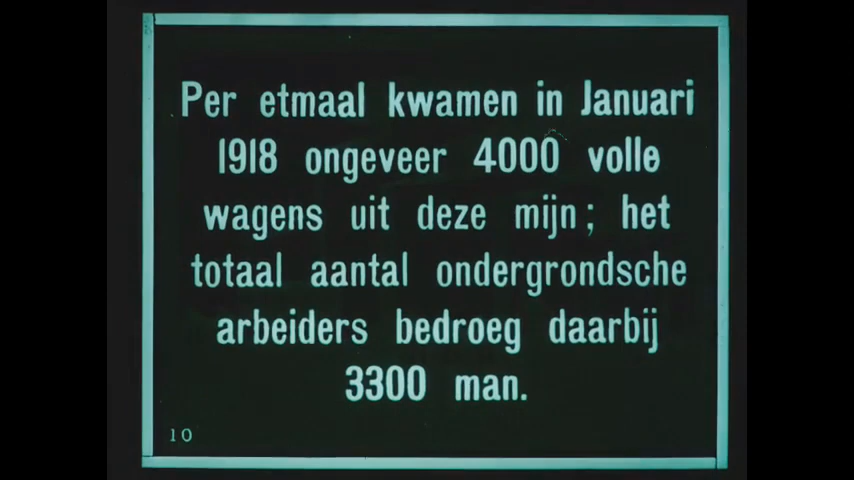 Per etmaal kwamen in Januari
1918 ongeveer 4000 volle
wagens uit deze mijn; het
totaal aantal ondergrondsche
arbeiders bedroeg daarbij
3300 man.
10